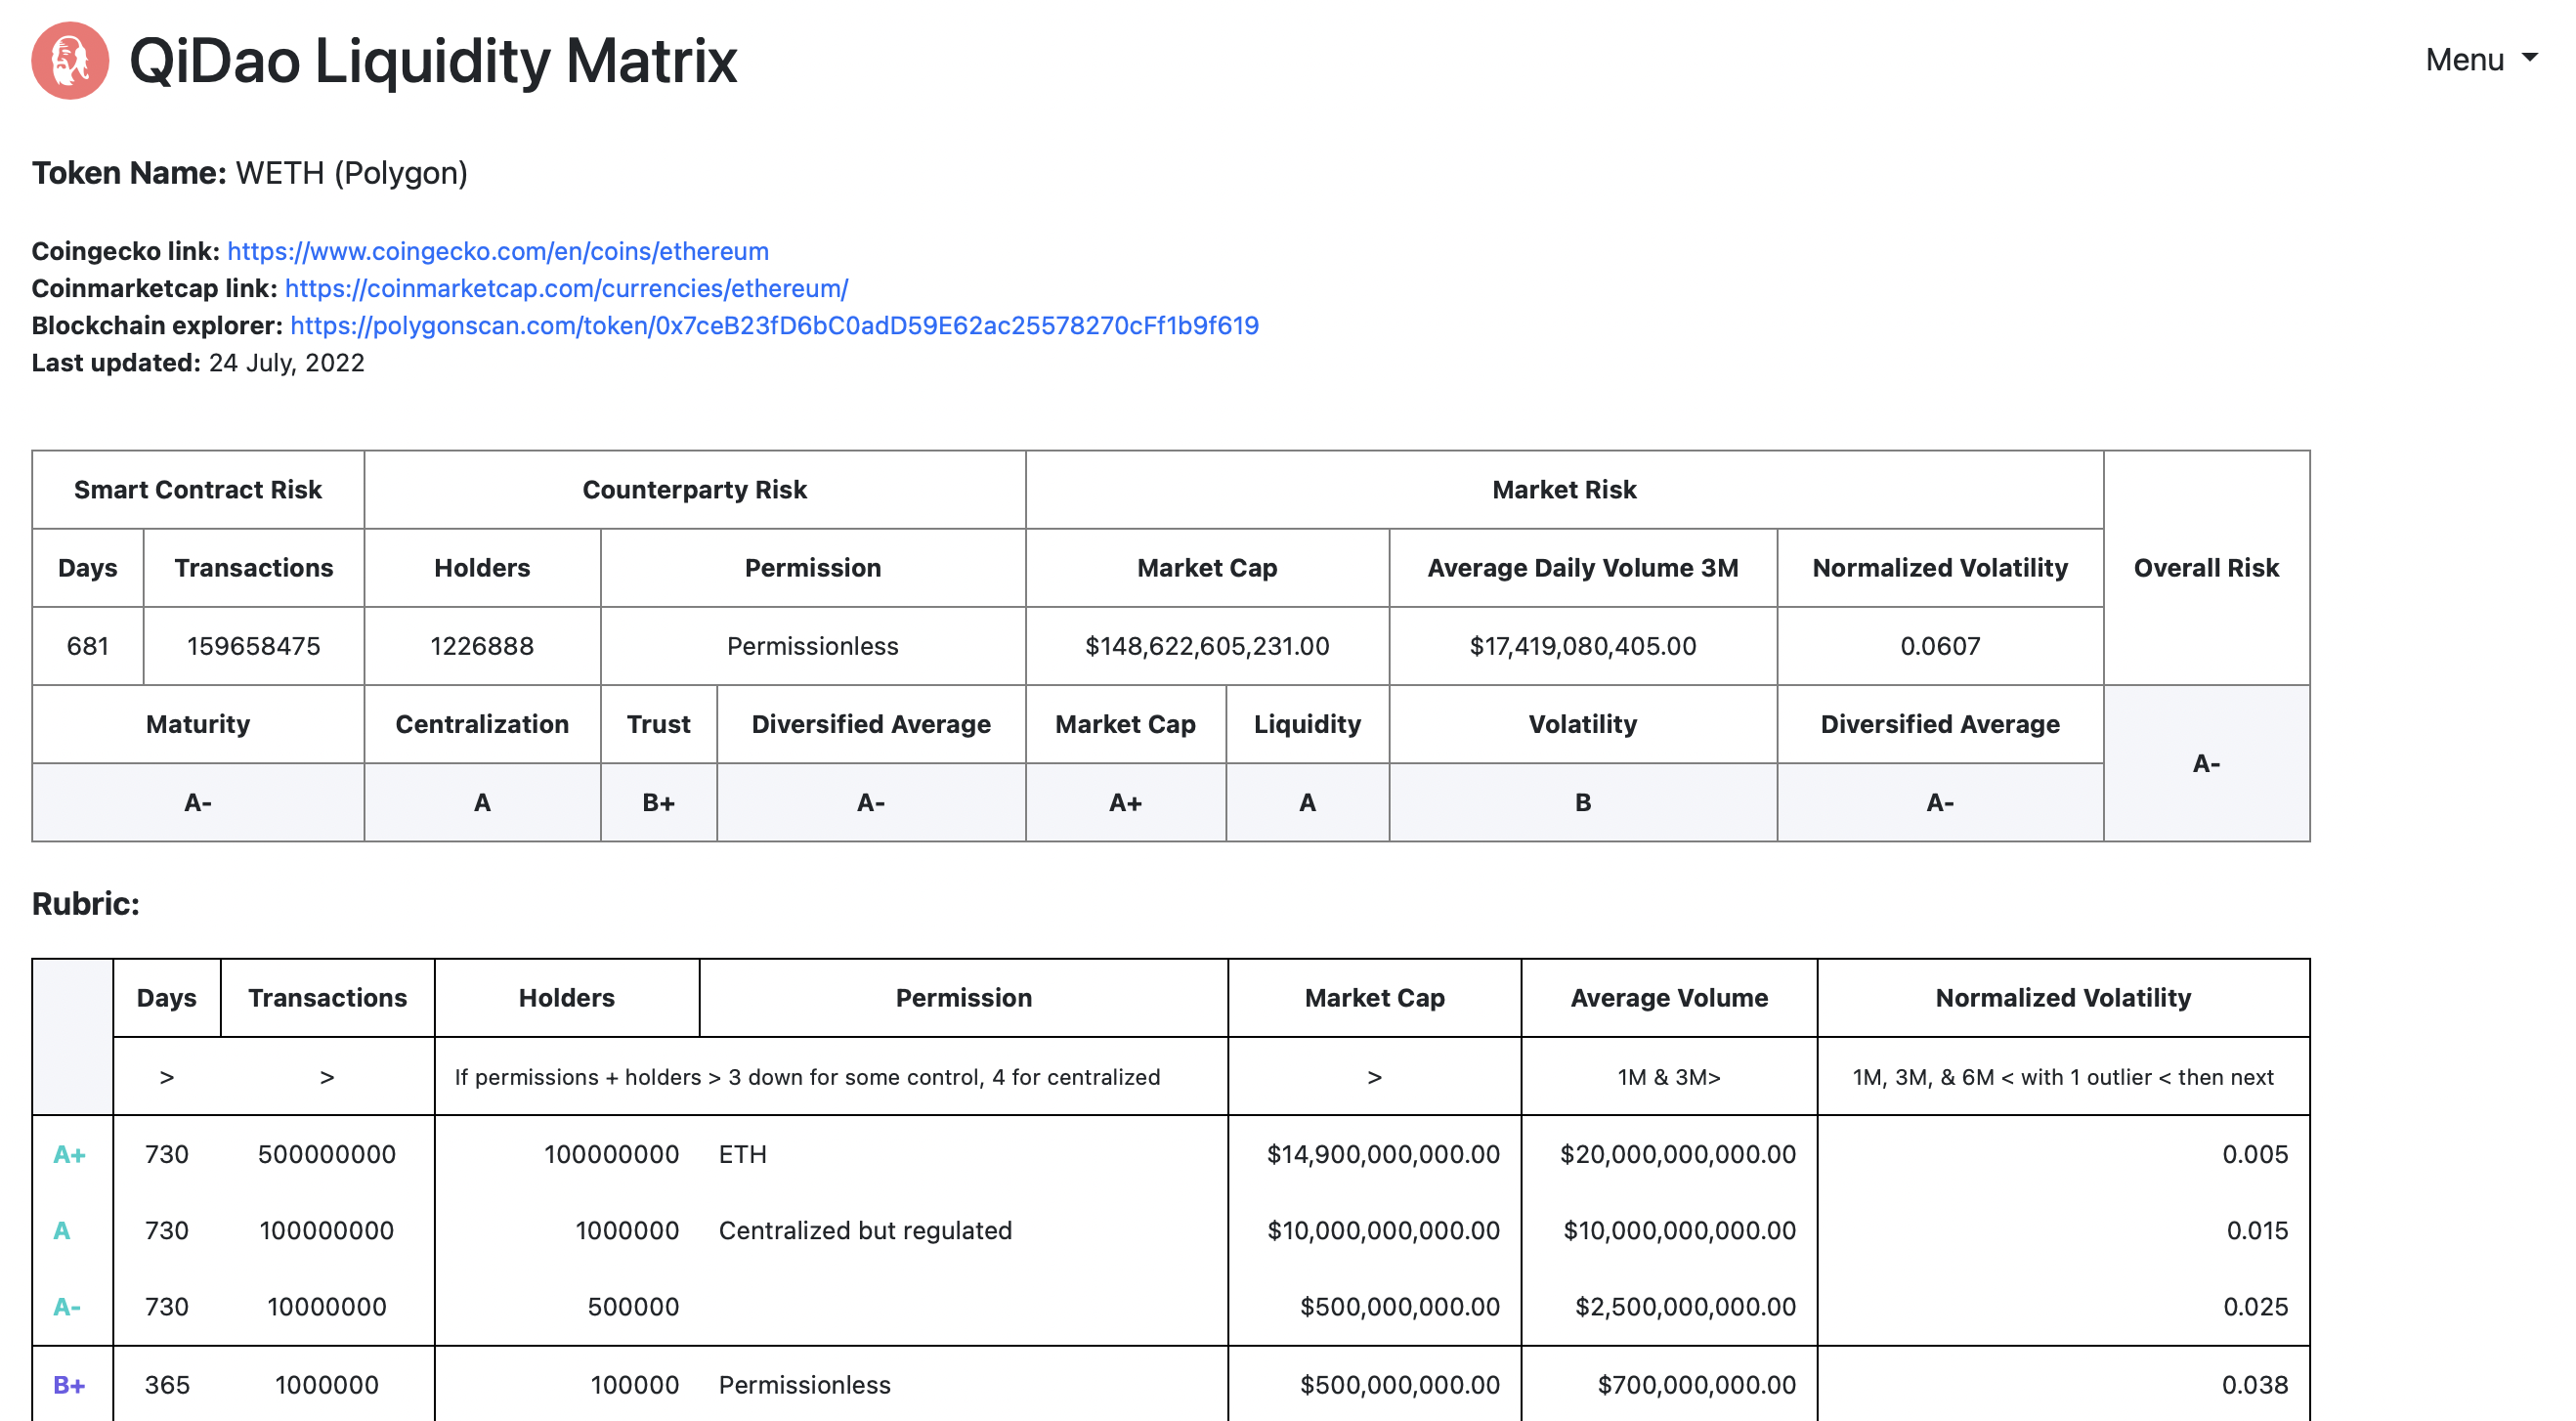 QiDao Liquidity Matrix
Menu
Token Name: WETH (Polygon)
Coingecko link: https://www.coingecko.com/en/coins/ethereum
Coinmarketcap link: https://coinmarketcap.com/currencies/ethereum/
Blockchain explorer: https://polygonscan.com/token/0x7ceB23fD6bC0adD59E62ac25578270cFf1b9f619
Last updated: 24 July, 2022
Smart Contract Risk Counterparty Risk Market Risk Overall Risk
Days Transactions Holders Permission Market Cap Average Daily Volume 3M Normalized Volatility
681 159658475 1226888 Permissionless $148,622,605,231.00 $17,419,080,405.00 0.0607
Maturity Centralization Trust Diversified Average Market Cap Liquidity Volatility Diversified Average
A- A B+ A- A+ A B A- A-
Rubric:
Days Transactions Holders Permission Market Cap Average Volume Normalized Volatility
> > If permissions + holders > 3 down for some control, 4 for centralized > 1M & 3M> 1M, 3M, & 6M < with 1 outlier < then next
A+ 730 500000000 100000000 ETH $14,900,000,000.00 $20,000,000,000.00 0.005
A 730 100000000 1000000 Centralized but regulated $10,000,000,000.00 $10,000,000,000.00 0.015
A- 730 10000000 500000 $500,000,000.00 $2,500,000,000.00 0.025
B+ 365 1000000 100000 Permissionless $500,000,000.00 $700,000,000.00 0.038